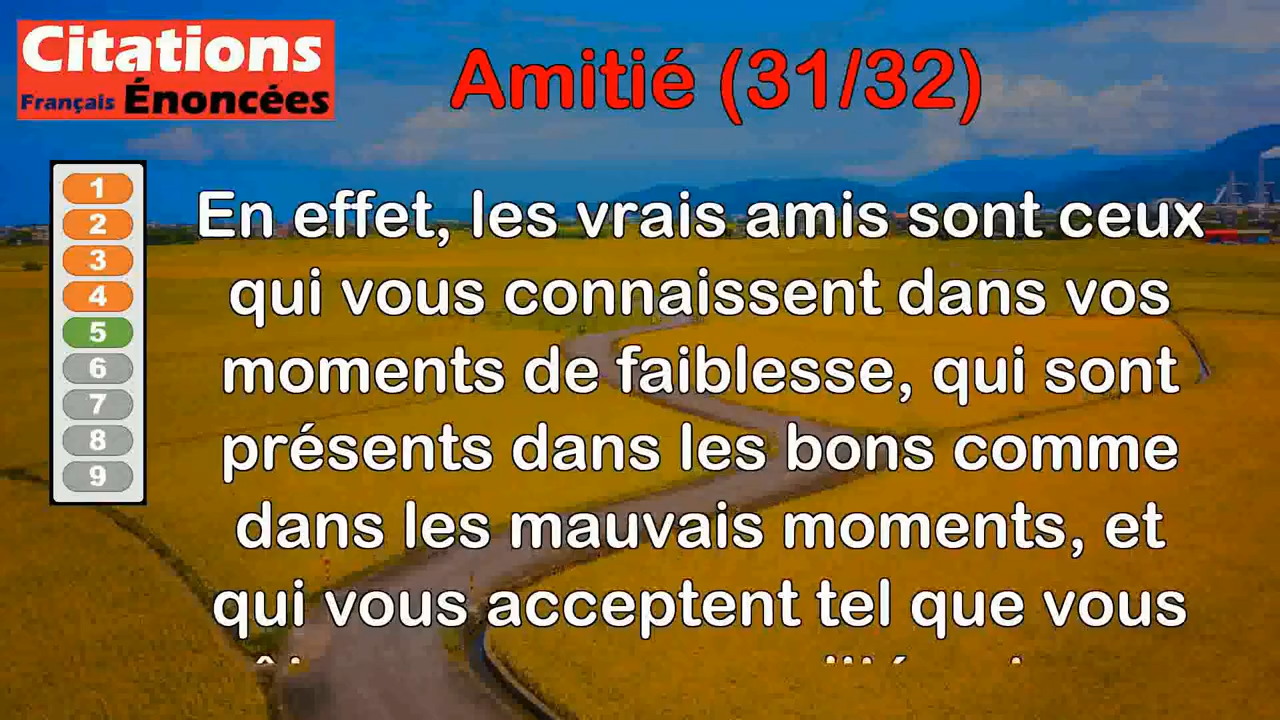 Citations
Français Énoncées
Amitié (31/32)
1
2
3
4
5
6
7
8
9
En effet, les vrais amis sont ceux
qui vous connaissent dans vos
moments de faiblesse, qui sont
présents dans les bons comme
dans les mauvais moments, et
qui vous acceptent tel que vous